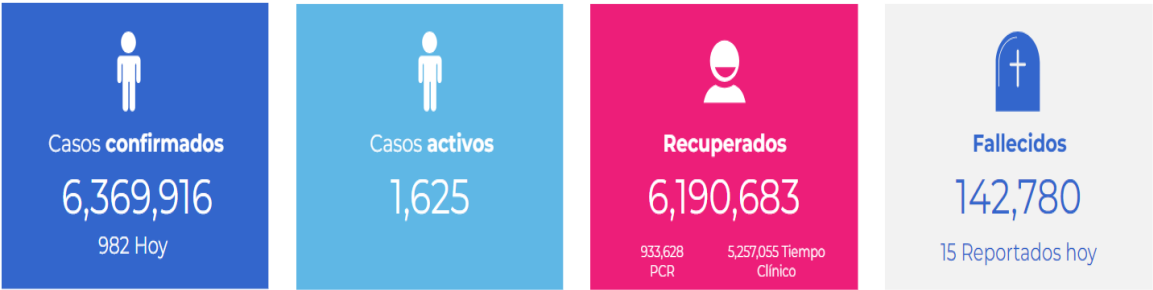 Casos confirmados
6,369,916
982 Hoy
Casos activos
1,625
Recuperados
6,190,683
933,628
PCR
5,257,055 Tiempo
Clínico
Fallecidos
142,780
15 Reportados hoy